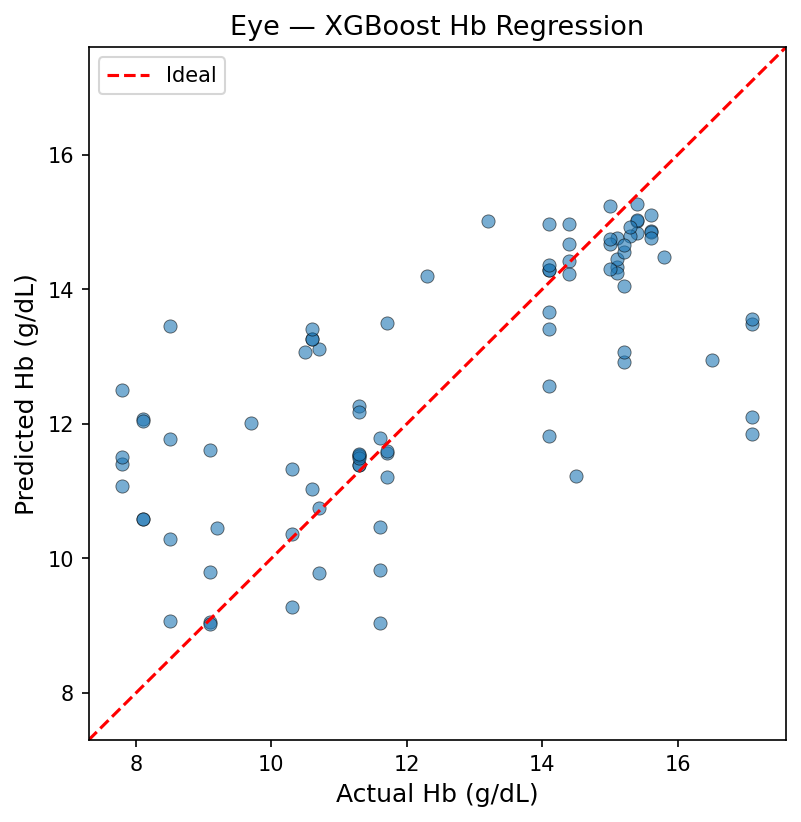 Eye — XGBoost Hb Regression
Ideal
16
14
12
10
8
Predicted Hb (g/dL)
8 10 12 14 16
Actual Hb (g/dL)